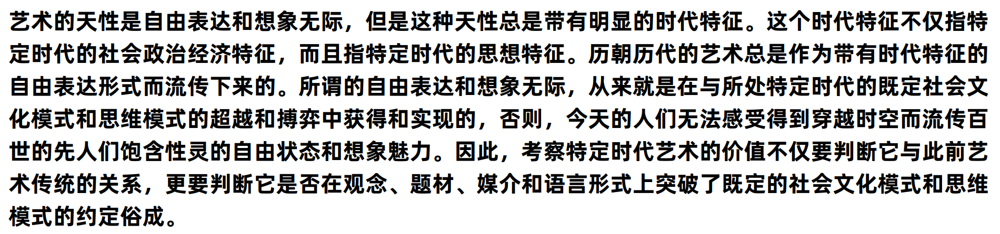 艺术的天性是自由表达和想象无际，但是这种天性总是带有明显的时代特征。这个时代特征不仅指特
定时代的社会政治经济特征，而且指特定时代的思想特征。历朝历代的艺术总是作为带有时代特征的
自由表达形式而流传下来的。所谓的自由表达和想象无际，从来就是在与所处特定时代的既定社会文
化模式和思维模式的超越和搏弈中获得和实现的，否则，今天的人们无法感受得到穿越时空而流传百
世的先人们饱含性灵的自由状态和想象魅力。因此，考察特定时代艺术的价值不仅要判断它与此前艺
术传统的关系，更要判断它是否在观念、题材、媒介和语言形式上突破了既定的社会文化模式和思维
模式的约定俗成。